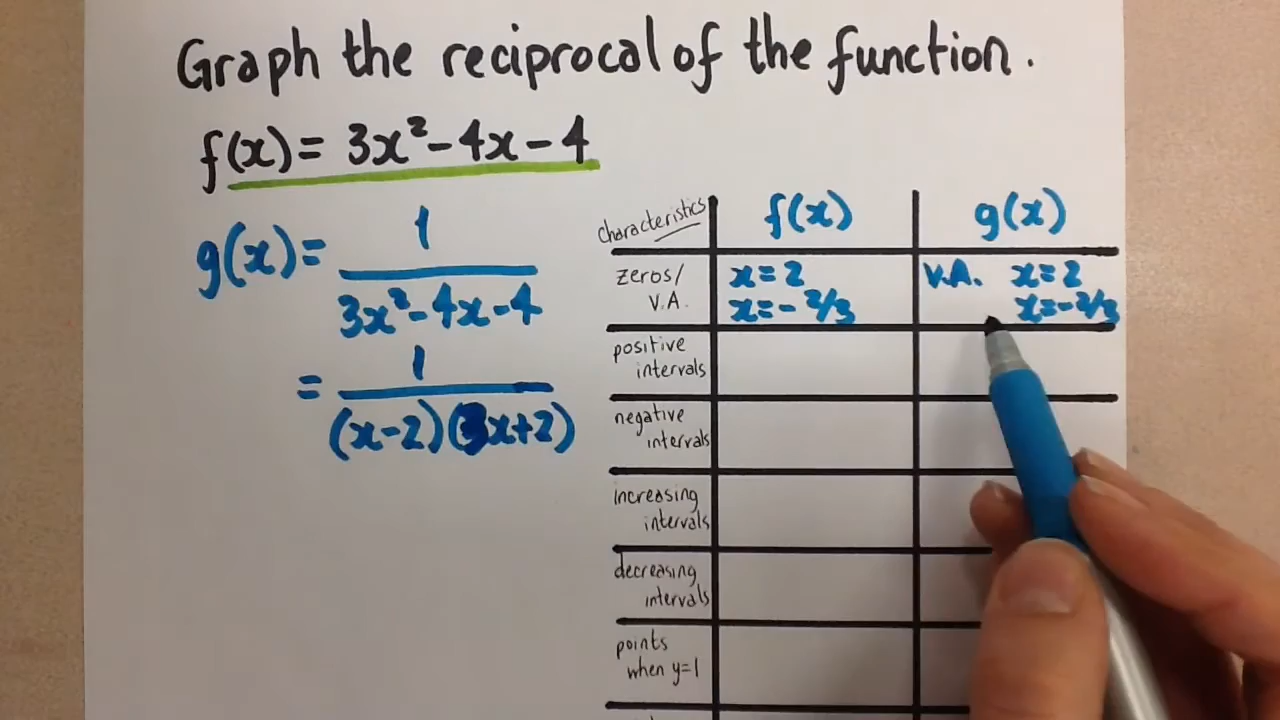 Graph the reciprocal of the function.
f(x) = 3x² - 4x - 4
g(x) = 1
3x² - 4x - 4
= 1
(x-2)(3x+2)
characteristics f(x) g(x)
zeros/ x = 2 V.A. x = 2
V.A. x = -2/3 x = -2/3
positive
intervals
negative
intervals
increasing
intervals
decreasing
intervals
points
when y=1